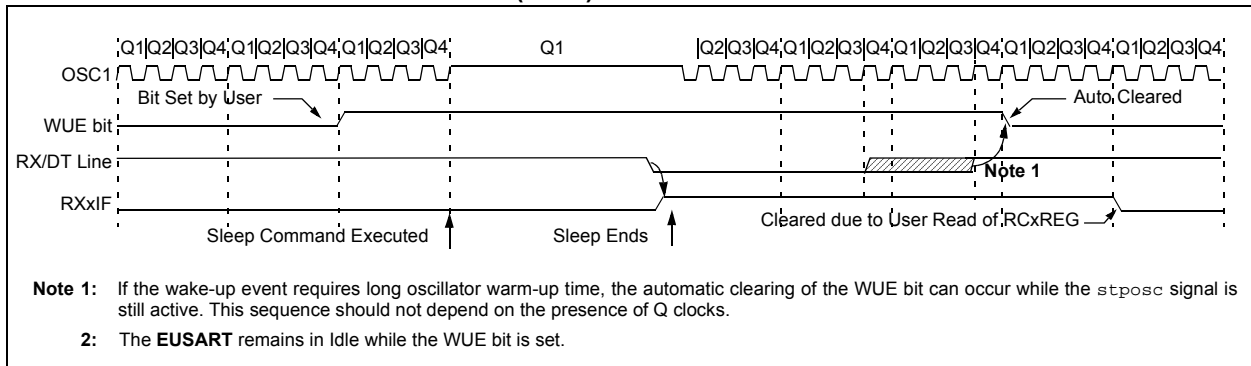 Q1|Q2|Q3|Q4 Q1|Q2|Q3|Q4 Q1|Q2|Q3|Q4 Q1 |Q2|Q3|Q4 Q1|Q2|Q3|Q4 Q1|Q2|Q3|Q4 Q1|Q2|Q3|Q4 Q1|Q2|Q3|Q4
OSC1
Bit Set by User Auto Cleared
WUE bit
RX/DT Line
Note 1
RXxIF
Cleared due to User Read of RCxREG
Sleep Command Executed Sleep Ends
Note 1: If the wake-up event requires long oscillator warm-up time, the automatic clearing of the WUE bit can occur while the stposc signal is
still active. This sequence should not depend on the presence of Q clocks.
2: The EUSART remains in Idle while the WUE bit is set.